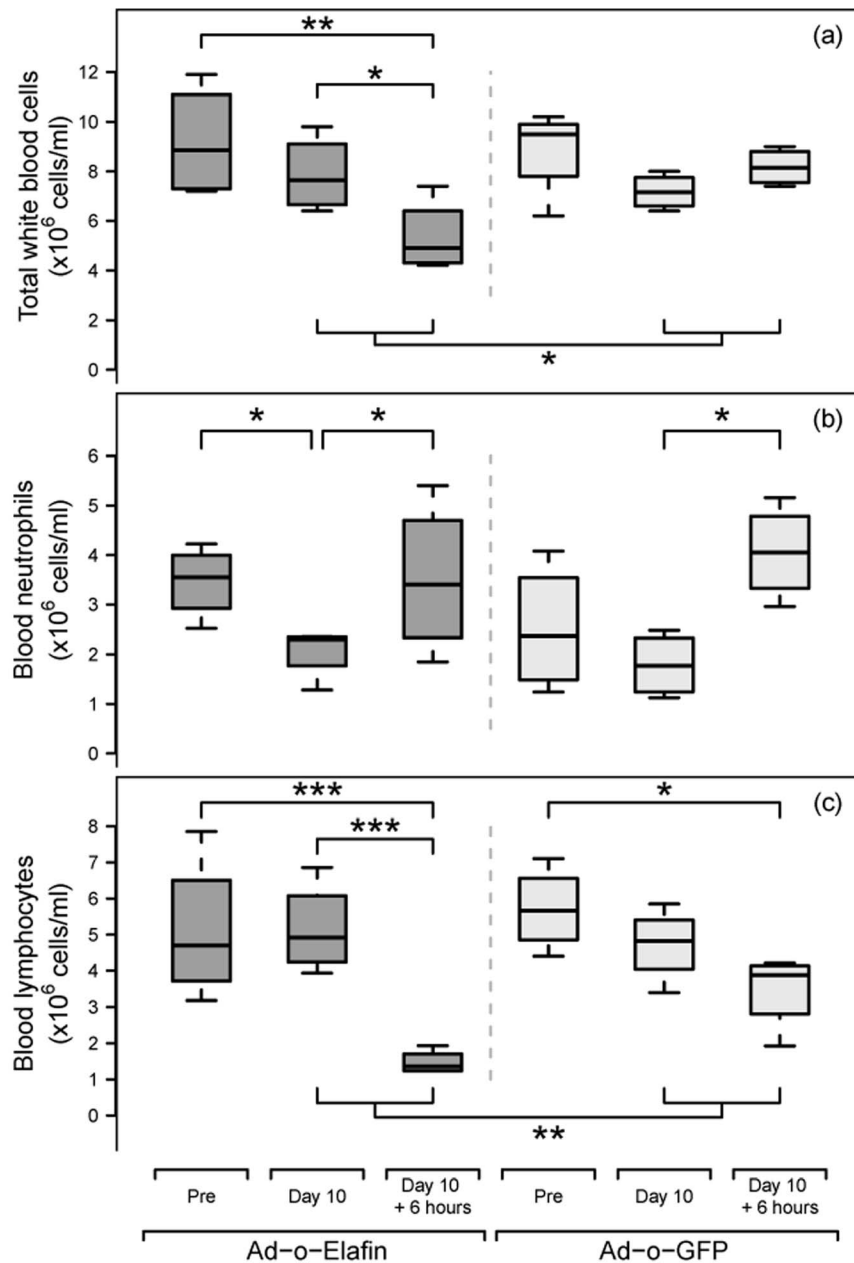 (a)
Total white blood cells
(x10⁶ cells/ml)
12
10
8
6
4
2
0
**
*
*
(b)
Blood neutrophils
(x10⁶ cells/ml)
6
5
4
3
2
1
0
*
*
*
(c)
Blood lymphocytes
(x10⁶ cells/ml)
8
7
6
5
4
3
2
1
0
***
***
*
**
Pre
Day 10
Day 10
+ 6 hours
Pre
Day 10
Day 10
+ 6 hours
Ad−o−Elafin
Ad−o−GFP